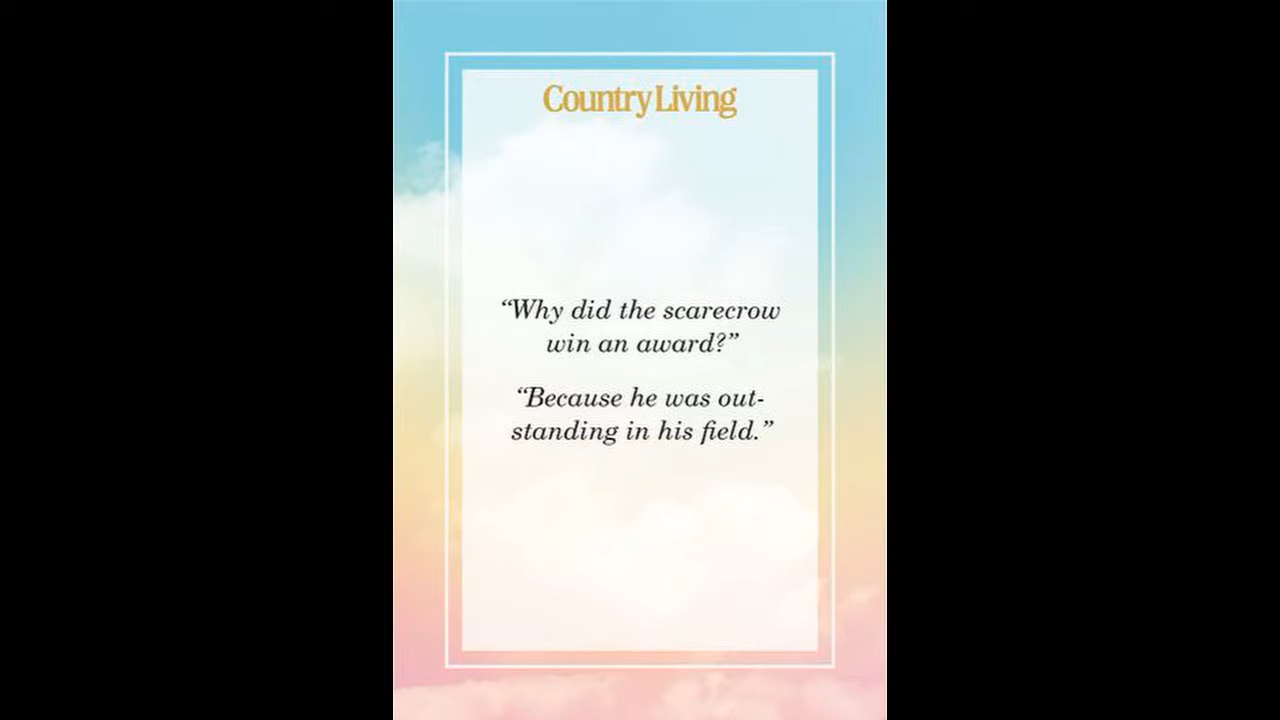 Country Living
“Why did the scarecrow
win an award?”
“Because he was out-
standing in his field.”